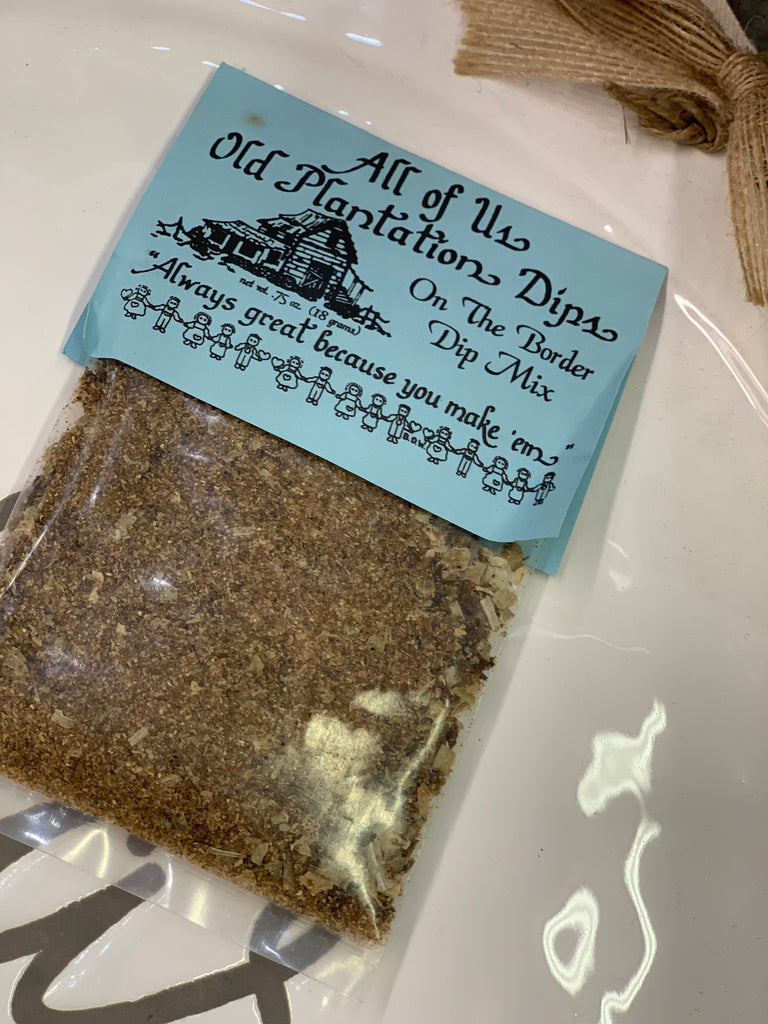 All of Us
Old Plantation Dips
On The Border
Dip Mix
net wt. .75 oz. (18 grams)
"Always great because you make 'em"